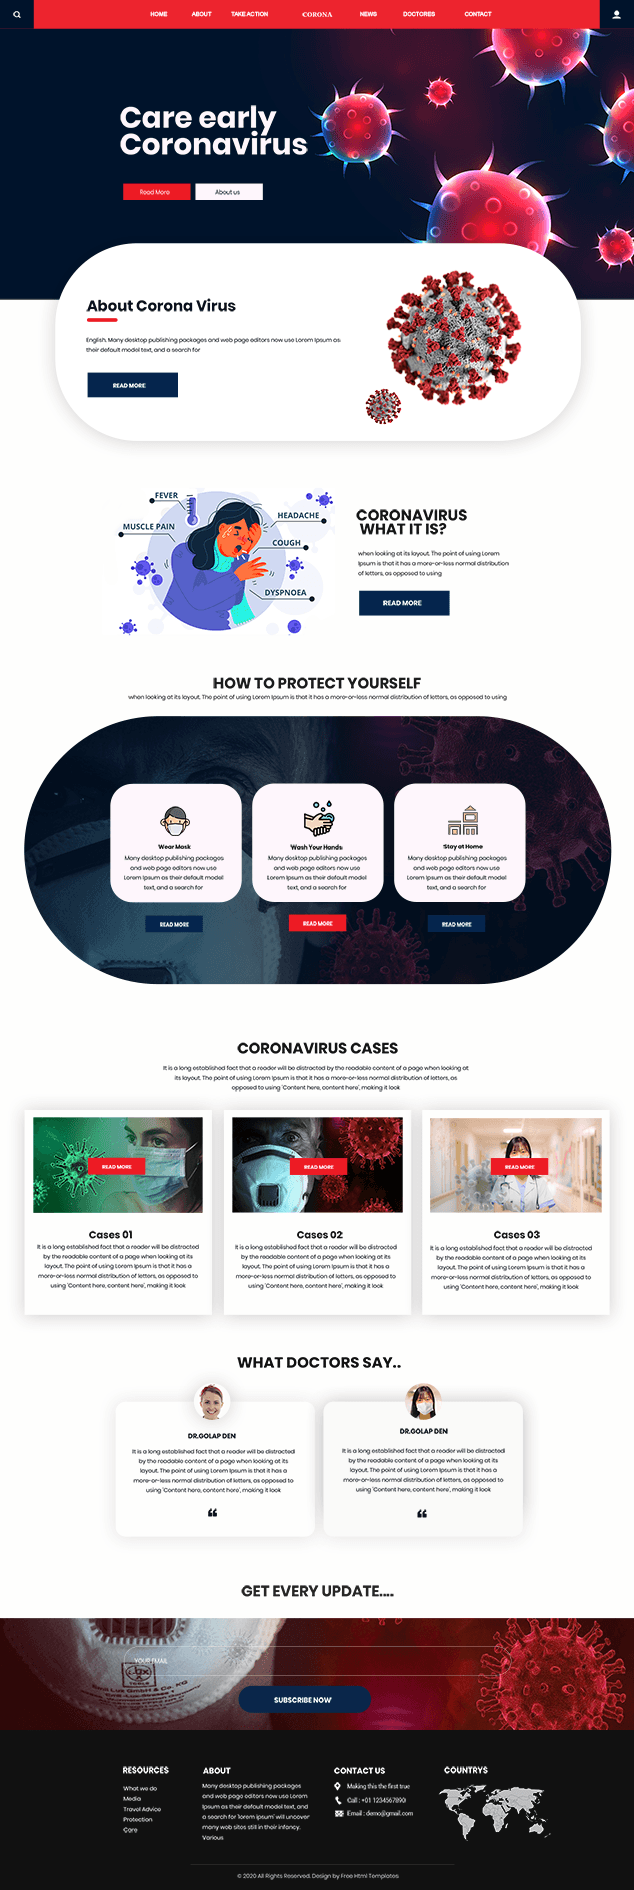 HOME ABOUT TAKE ACTION CORONA NEWS DOCTORES CONTACT
Care early
Coronavirus
Read More About us
About Corona Virus
English. Many desktop publishing packages and web page editors now use Lorem Ipsum as
their default model text, and a search for
READ MORE
FEVER
HEADACHE
MUSCLE PAIN
COUGH
DYSPNOEA
CORONAVIRUS
WHAT IT IS?
when looking at its layout. The point of using Lorem
Ipsum is that it has a more-or-less normal distribution
of letters, as opposed to using
READ MORE
HOW TO PROTECT YOURSELF
when looking at its layout. The point of using Lorem Ipsum is that it has a more-or-less normal distribution of letters, as opposed to using
Wear Mask
Many desktop publishing packages
and web page editors now use
Lorem Ipsum as their default model
text, and a search for
READ MORE
Wash Your Hands
Many desktop publishing packages
and web page editors now use
Lorem Ipsum as their default model
text, and a search for
READ MORE
Stay at Home
Many desktop publishing packages
and web page editors now use
Lorem Ipsum as their default model
text, and a search for
READ MORE
CORONAVIRUS CASES
It is a long established fact that a reader will be distracted by the readable content of a page when looking at
its layout. The point of using Lorem Ipsum is that it has a more-or-less normal distribution of letters, as
opposed to using 'Content here, content here', making it look
READ MORE
Cases 01
It is a long established fact that a reader will be distracted
by the readable content of a page when looking at its
layout. The point of using Lorem Ipsum is that it has a
more-or-less normal distribution of letters, as opposed to
using 'Content here, content here', making it look
READ MORE
Cases 02
It is a long established fact that a reader will be distracted
by the readable content of a page when looking at its
layout. The point of using Lorem Ipsum is that it has a
more-or-less normal distribution of letters, as opposed to
using 'Content here, content here', making it look
READ MORE
Cases 03
It is a long established fact that a reader will be distracted
by the readable content of a page when looking at its
layout. The point of using Lorem Ipsum is that it has a
more-or-less normal distribution of letters, as opposed to
using 'Content here, content here', making it look
WHAT DOCTORS SAY..
DR.GOLAP DEN
It is a long established fact that a reader will be distracted
by the readable content of a page when looking at its
layout. The point of using Lorem Ipsum is that it has a
more-or-less normal distribution of letters, as opposed to
using 'Content here, content here', making it look
DR.GOLAP DEN
It is a long established fact that a reader will be distracted
by the readable content of a page when looking at its
layout. The point of using Lorem Ipsum is that it has a
more-or-less normal distribution of letters, as opposed to
using 'Content here, content here', making it look
GET EVERY UPDATE....
YOUR EMAIL
SUBSCRIBE NOW
RESOURCES
What we do
Media
Travel Advice
Protection
Care
ABOUT
Many desktop publishing packages
and web page editors now use Lorem
Ipsum as their default model text, and
a search for 'lorem ipsum' will uncover
many web sites still in their infancy.
Various
CONTACT US
Making this the first true
Call : +01 1234567890
Email : demo@gmail.com
COUNTRYS
© 2020 All Rights Reserved. Design by Free Html Templates